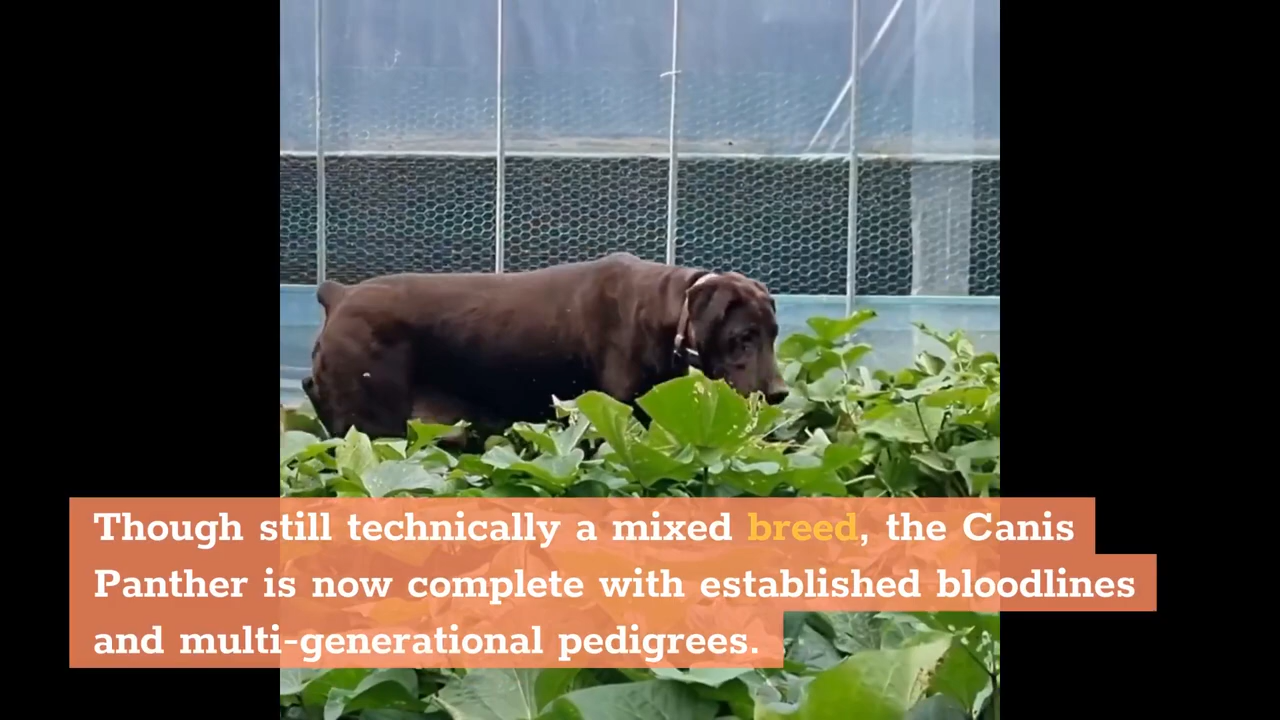 Though still technically a mixed breed, the Canis
Panther is now complete with established bloodlines
and multi-generational pedigrees.